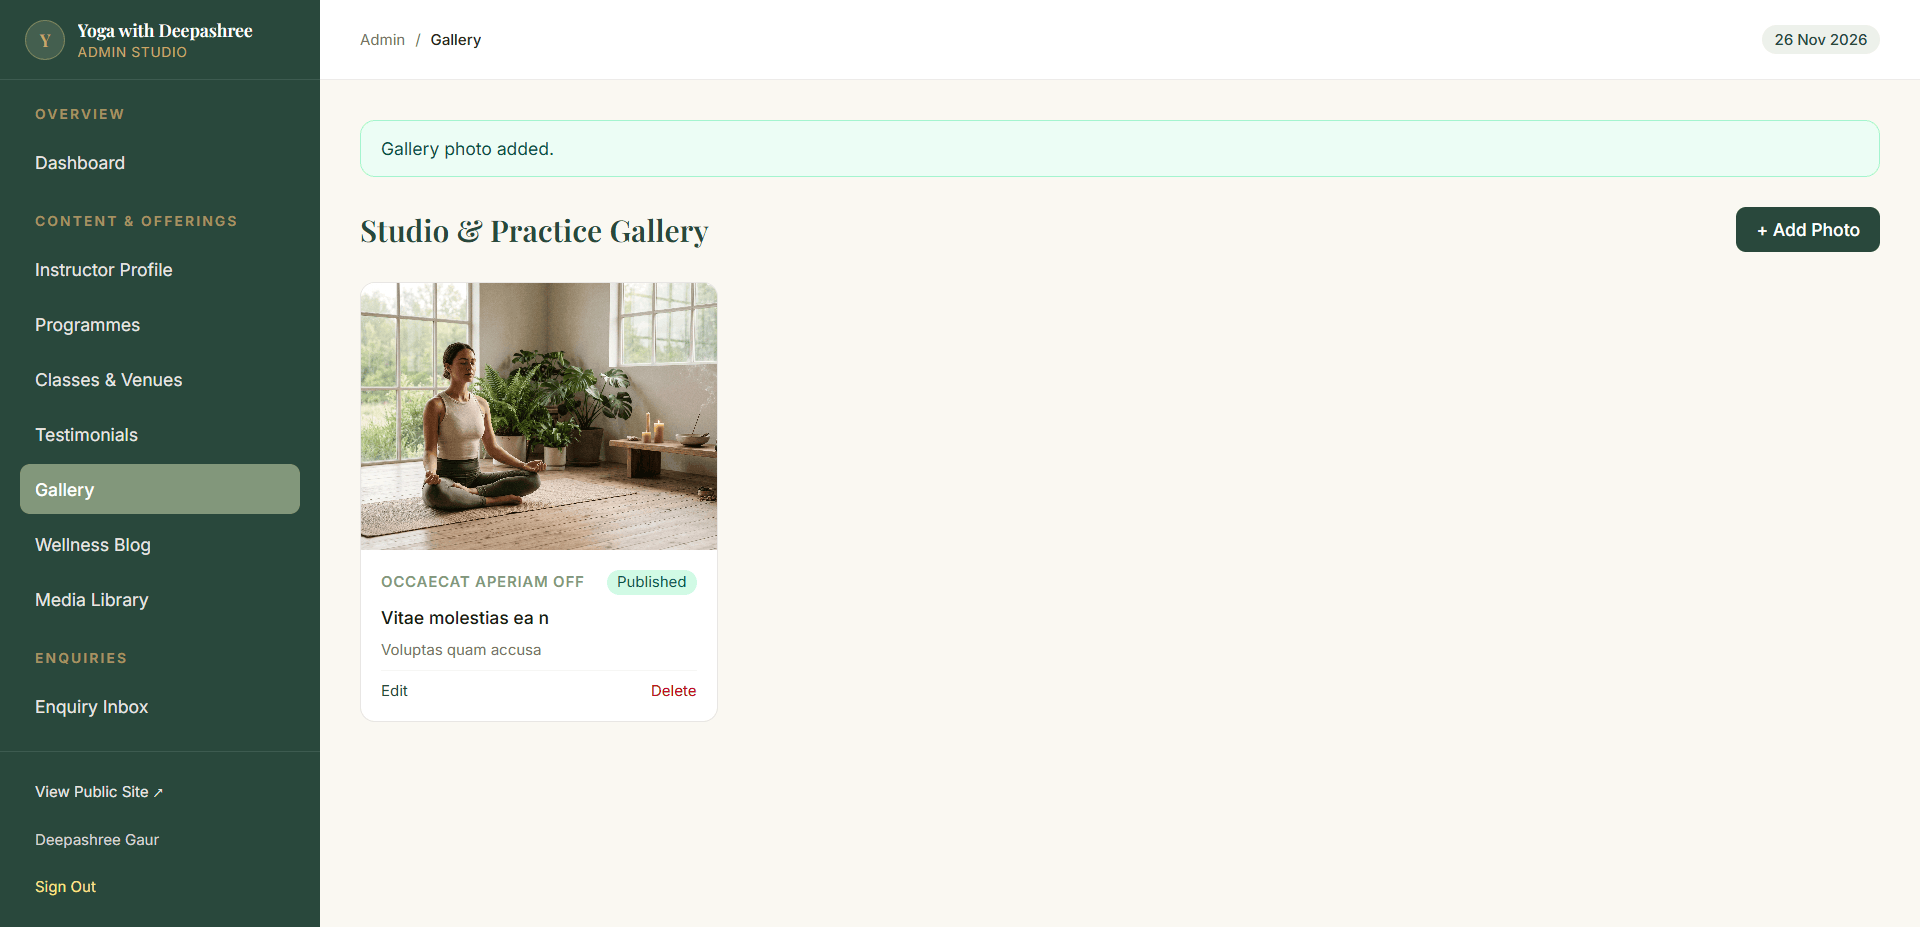 Y
Yoga with Deepashree
ADMIN STUDIO
OVERVIEW
Dashboard
CONTENT & OFFERINGS
Instructor Profile
Programmes
Classes & Venues
Testimonials
Gallery
Wellness Blog
Media Library
ENQUIRIES
Enquiry Inbox
View Public Site ↗
Deepashree Gaur
Sign Out
Admin / Gallery
26 Nov 2026
Gallery photo added.
Studio & Practice Gallery
+ Add Photo
OCCAECAT APERIAM OFF
Published
Vitae molestias ea n
Voluptas quam accusa
Edit
Delete